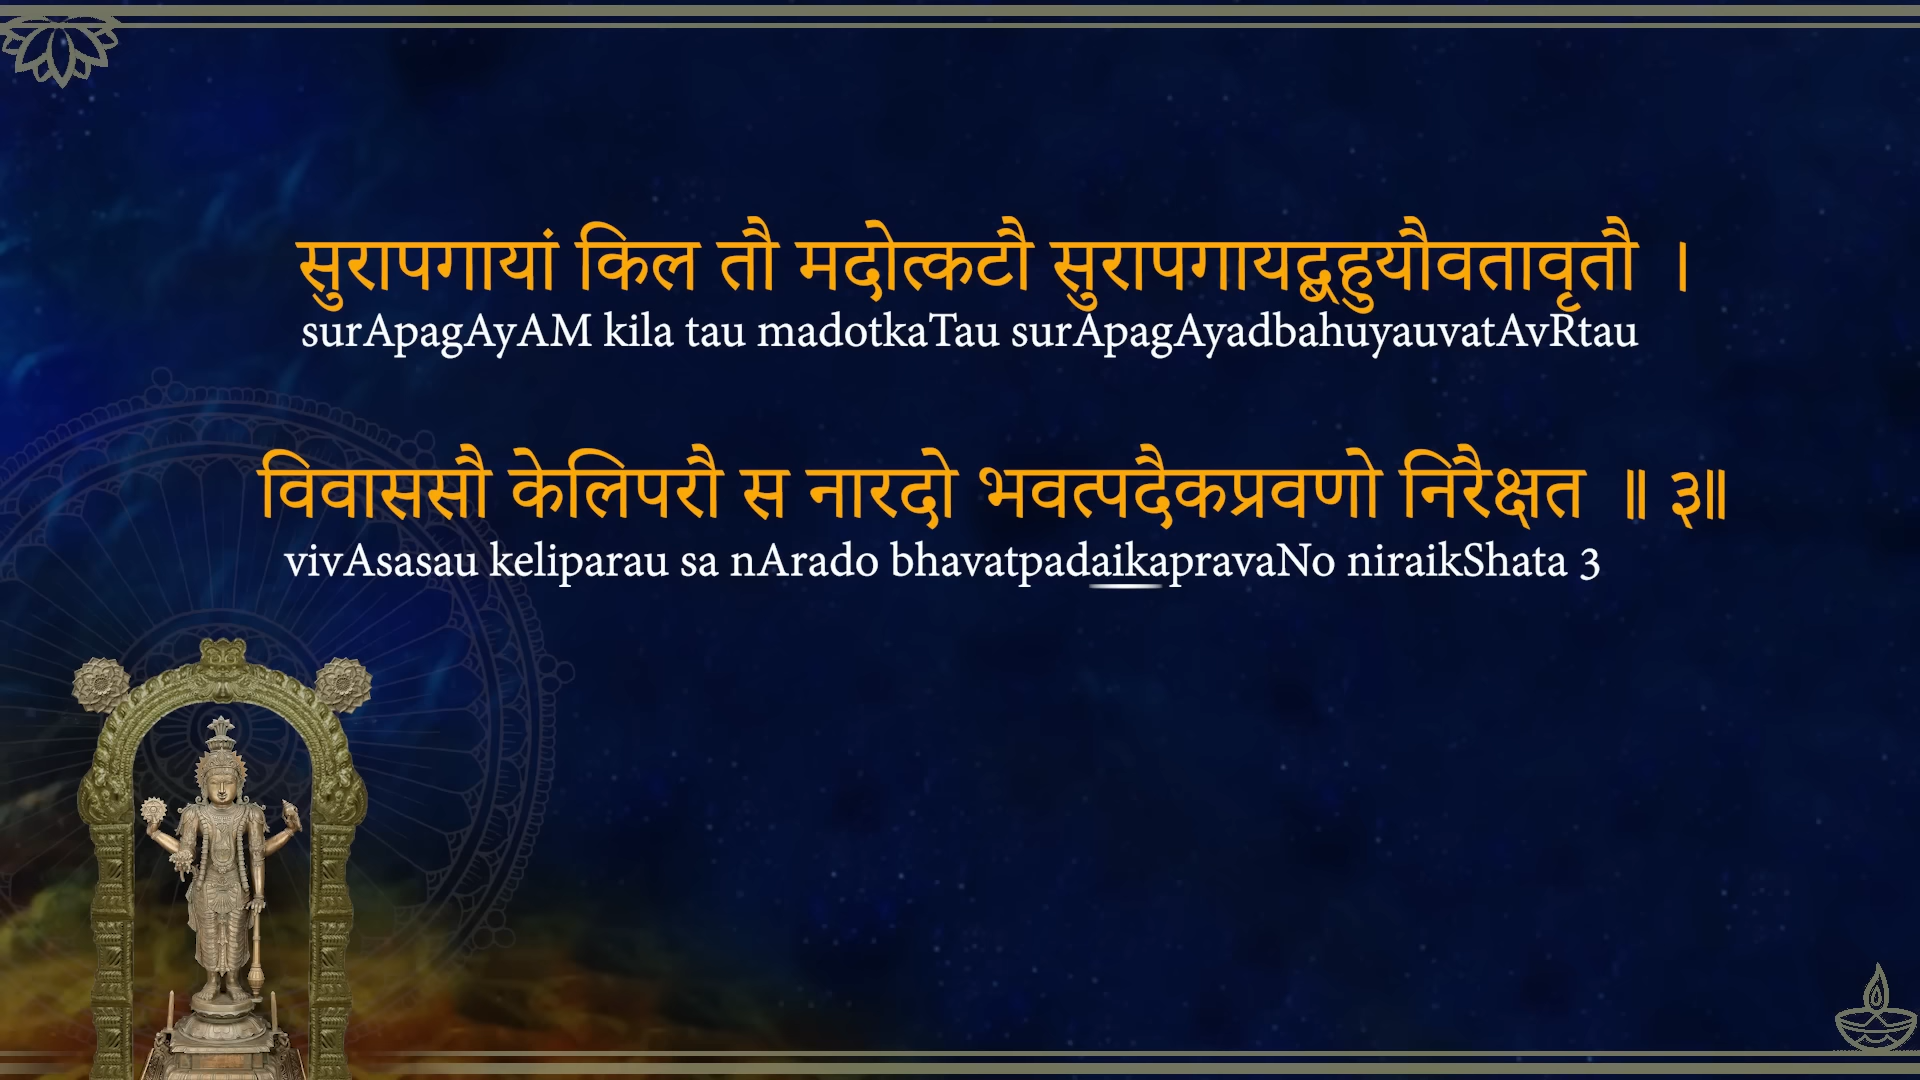 सुरापगायां किल तौ मदोत्कटौ सुरापगायद्बहुयौवतावृतौ ।
surApagAyAM kila tau madotkaTau surApagAyadbahuyauvatAvRtau
विवाससौ केलिपरौ स नारदो भवत्पदैकप्रवणो निरैक्षत ॥ ३॥
vivAsasau keliparau sa nArado bhavatpadaikapravaNo niraikShata 3